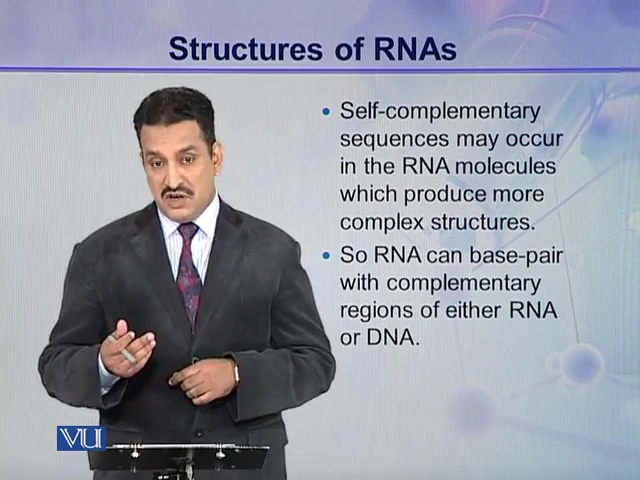 Structures of RNAs
• Self-complementary
sequences may occur
in the RNA molecules
which produce more
complex structures.
• So RNA can base-pair
with complementary
regions of either RNA
or DNA.
VU